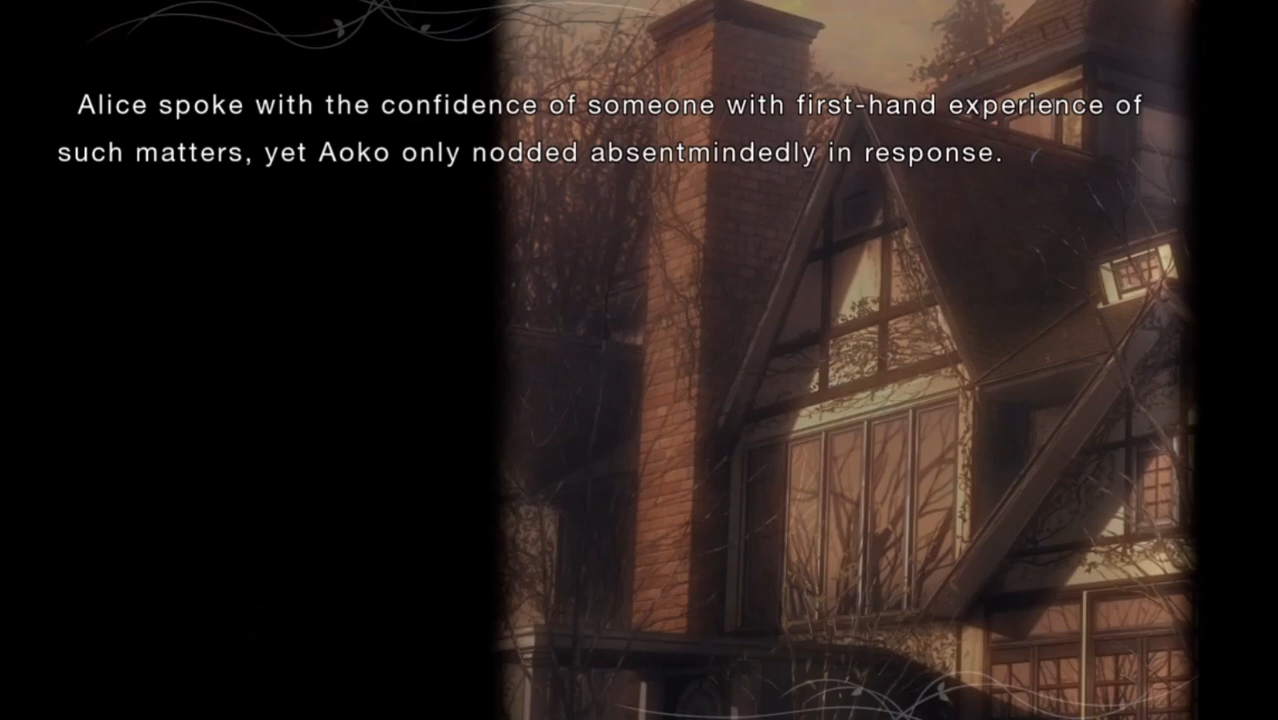 Alice spoke with the confidence of someone with first-hand experience of
such matters, yet Aoko only nodded absentmindedly in response.